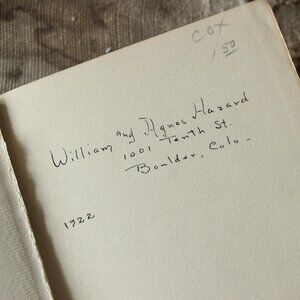 COX
1.50
William and Agnes Hazard
1001 Tenth St.
Boulder, Colo.
1922